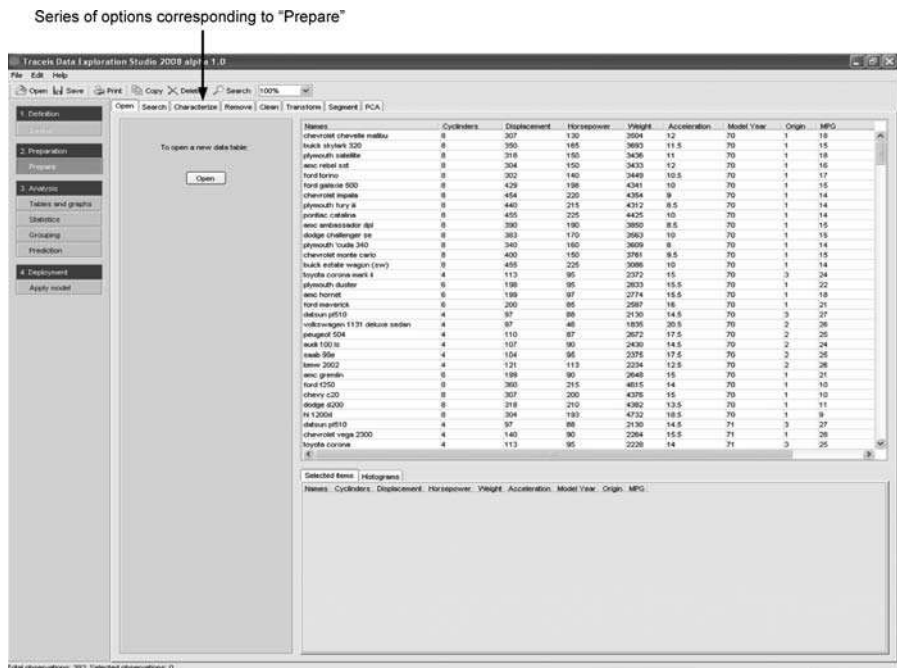 Series of options corresponding to "Prepare"
Traceis Data Exploration Studio 2008 alpha 1.0
File Edit Help
Open Save Print Copy Delete Search 100%
Open Search Characterize Remove Clean Transform Segment PCA
1. Definition
2. Preparation
Prepare
3. Analysis
Tables and graphs
Statistics
Grouping
Prediction
4. Deployment
Apply model
To open a new data table:
Open
Names Cyclinders Displacement Horsepower Weight Acceleration Model Year Origin MPG
chevrolet chevelle malibu 8 307 130 3504 12 70 1 18
buick skylark 320 8 350 165 3693 11.5 70 1 15
plymouth satellite 8 318 150 3436 11 70 1 18
amc rebel sst 8 304 150 3433 12 70 1 16
ford torino 8 302 140 3449 10.5 70 1 17
ford galaxie 500 8 429 198 4341 10 70 1 15
chevrolet impala 8 454 220 4354 9 70 1 14
plymouth fury iii 8 440 215 4312 8.5 70 1 14
pontiac catalina 8 455 225 4425 10 70 1 14
amc ambassador dpl 8 390 190 3850 8.5 70 1 15
dodge challenger se 8 383 170 3563 10 70 1 15
plymouth 'cuda 340 8 340 160 3609 8 70 1 14
chevrolet monte carlo 8 400 150 3761 9.5 70 1 15
buick estate wagon (sw) 8 455 225 3086 10 70 1 14
toyota corona mark ii 4 113 95 2372 15 70 3 24
plymouth duster 6 198 95 2833 15.5 70 1 22
amc hornet 6 199 97 2774 15.5 70 1 18
ford maverick 6 200 85 2587 16 70 1 21
datsun pl510 4 97 88 2130 14.5 70 3 27
volkswagen 1131 deluxe sedan 4 97 46 1835 20.5 70 2 26
peugeot 504 4 110 87 2672 17.5 70 2 25
audi 100 ls 4 107 90 2430 14.5 70 2 24
saab 99e 4 104 95 2375 17.5 70 2 25
bmw 2002 4 121 113 2234 12.5 70 2 26
amc gremlin 6 199 90 2648 15 70 1 21
ford f250 8 360 215 4615 14 70 1 10
chevy c20 8 307 200 4376 15 70 1 10
dodge d200 8 318 210 4382 13.5 70 1 11
hi 1200d 8 304 193 4732 18.5 70 1 9
datsun pl510 4 97 88 2130 14.5 71 3 27
chevrolet vega 2300 4 140 90 2264 15.5 71 1 28
toyota corona 4 113 95 2228 14 71 3 25
Selected Items Histograms
Names Cyclinders Displacement Horsepower Weight Acceleration Model Year Origin MPG
Total observations: 392 Selected observations: 0